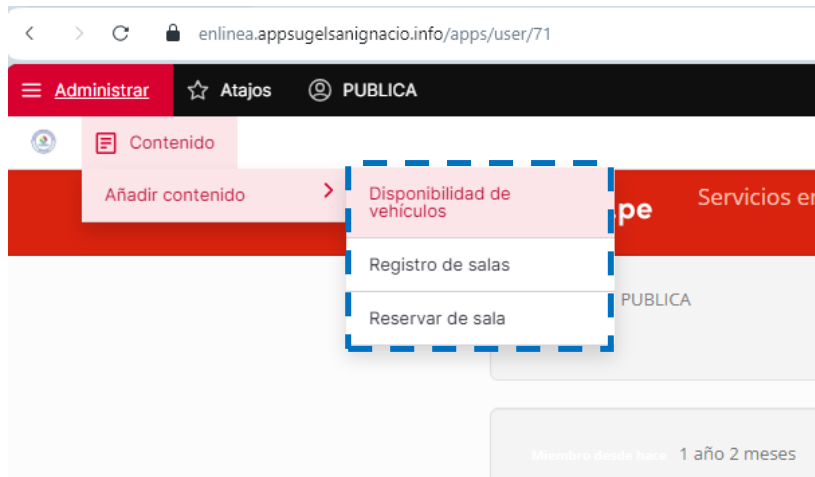 enlinea.appsugelsanignacio.info/apps/user/71
Administrar Atajos PUBLICA
Contenido
Añadir contenido
Disponibilidad de
vehículos
Registro de salas
Reservar de sala
.pe Servicios en
PUBLICA
Miembro desde hace 1 año 2 meses